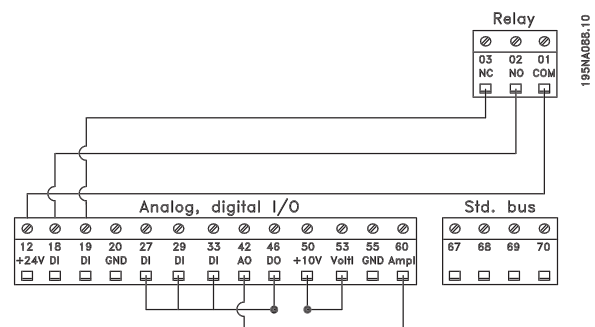 Relay
03 02 01
NC NO COM
195NA088.10
Analog, digital I/O
12 18 19 20 27 29 33 42 46 50 53 55 60
+24V DI DI GND DI DI DI AO DO +10V VoltI GND AmpI
Std. bus
67 68 69 70